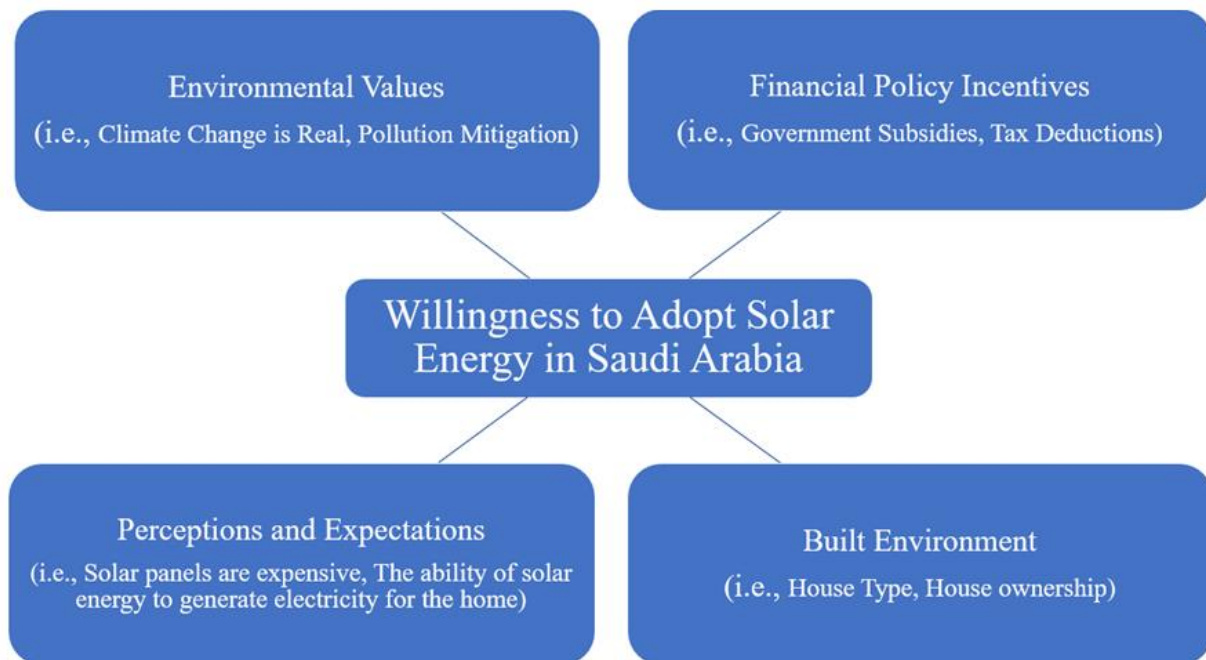 Environmental Values
(i.e., Climate Change is Real, Pollution Mitigation)
Financial Policy Incentives
(i.e., Government Subsidies, Tax Deductions)
Willingness to Adopt Solar
Energy in Saudi Arabia
Perceptions and Expectations
(i.e., Solar panels are expensive, The ability of solar
energy to generate electricity for the home)
Built Environment
(i.e., House Type, House ownership)